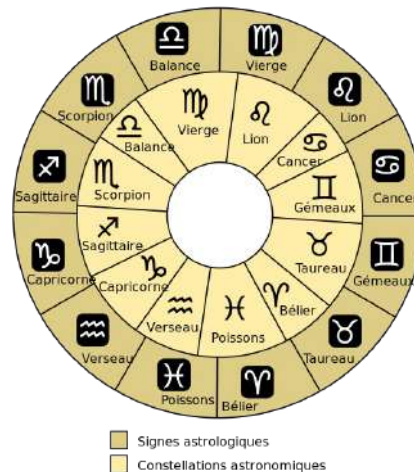 Balance
Vierge
Scorpion
Lion
Vierge
Lion
Balance
Cancer
Sagittaire
Cancer
Scorpion
Gémeaux
Sagittaire
Taureau
Capricorne
Gémeaux
Capricorne
Bélier
Verseau
Poissons
Verseau
Taureau
Poissons
Bélier
Signes astrologiques
Constellations astronomiques